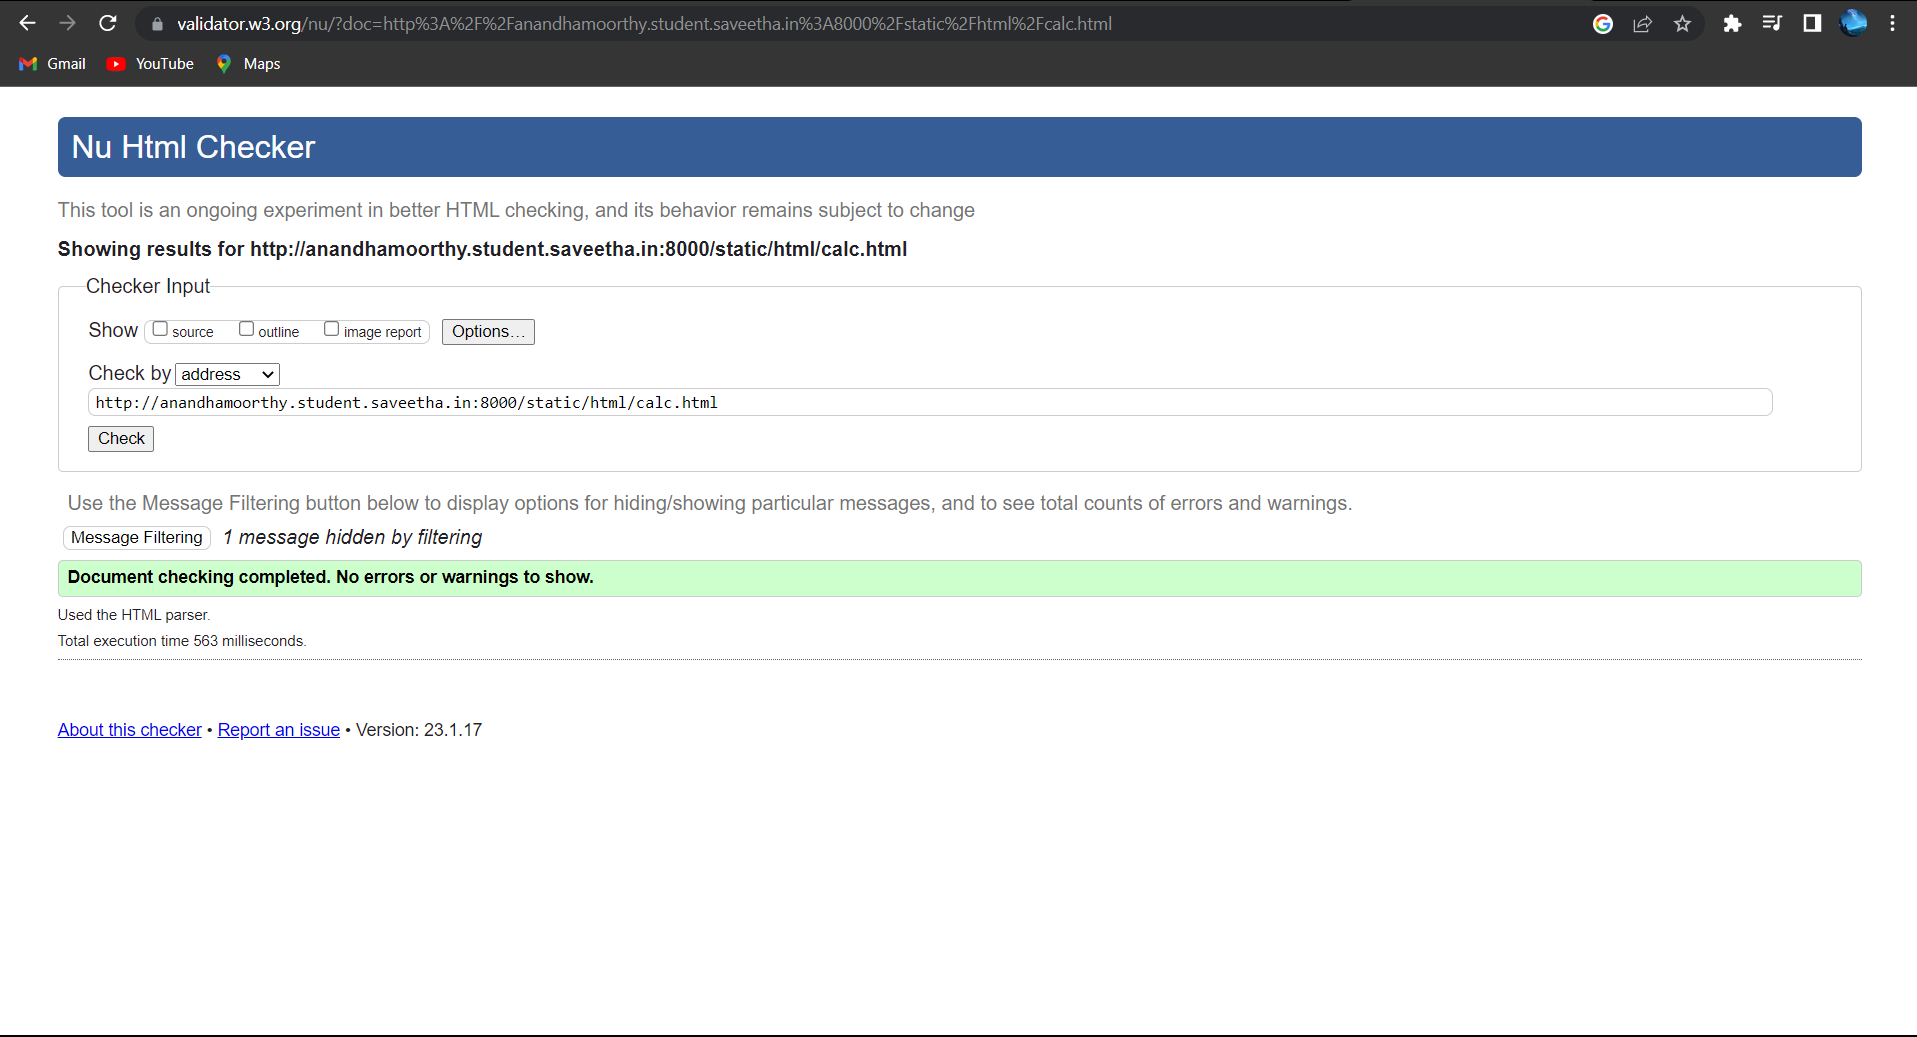 validator.w3.org/nu/?doc=http%3A%2F%2Fanandhamoorthy.student.saveetha.in%3A8000%2Fstatic%2Fhtml%2Fcalc.html
Gmail YouTube Maps
Nu Html Checker
This tool is an ongoing experiment in better HTML checking, and its behavior remains subject to change
Showing results for http://anandhamoorthy.student.saveetha.in:8000/static/html/calc.html
Checker Input
Show source outline image report Options...
Check by address
http://anandhamoorthy.student.saveetha.in:8000/static/html/calc.html
Check
Use the Message Filtering button below to display options for hiding/showing particular messages, and to see total counts of errors and warnings.
Message Filtering 1 message hidden by filtering
Document checking completed. No errors or warnings to show.
Used the HTML parser.
Total execution time 563 milliseconds.
About this checker • Report an issue • Version: 23.1.17